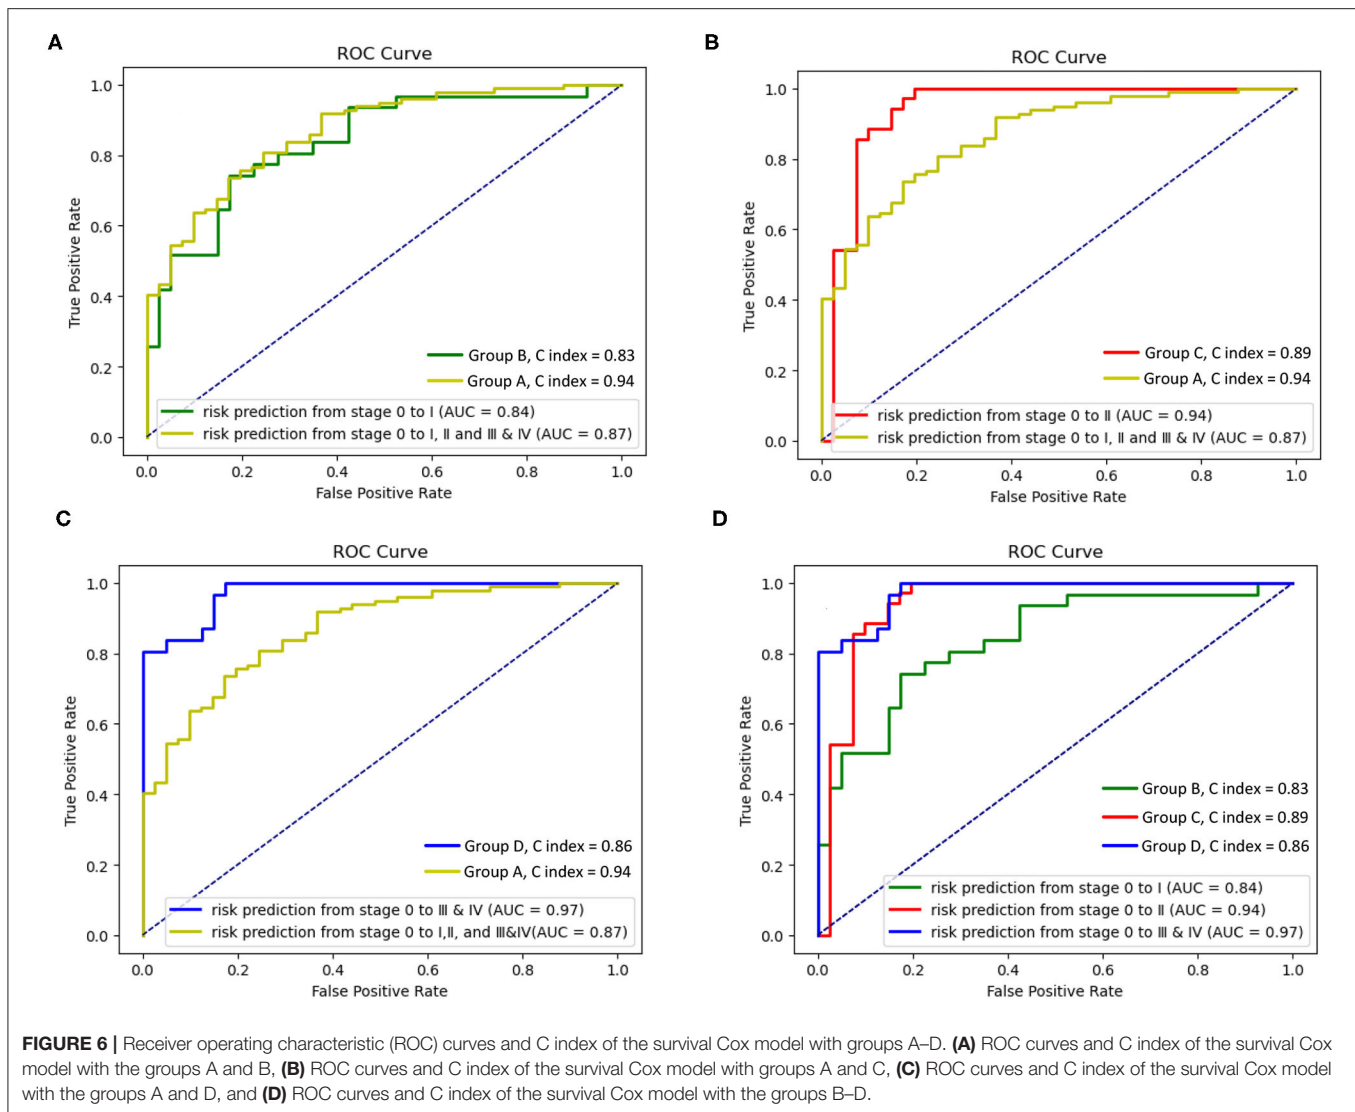 A
ROC Curve
True Positive Rate
1.0
0.8
0.6
0.4
0.2
0.0
Group B, C index = 0.83
Group A, C index = 0.94
risk prediction from stage 0 to Ⅰ (AUC = 0.84)
risk prediction from stage 0 to Ⅰ, Ⅱ and Ⅲ & Ⅳ (AUC = 0.87)
0.0 0.2 0.4 0.6 0.8 1.0
False Positive Rate
B
ROC Curve
True Positive Rate
1.0
0.8
0.6
0.4
0.2
0.0
Group C, C index = 0.89
Group A, C index = 0.94
risk prediction from stage 0 to Ⅱ (AUC = 0.94)
risk prediction from stage 0 to Ⅰ, Ⅱ and Ⅲ & Ⅳ (AUC = 0.87)
0.0 0.2 0.4 0.6 0.8 1.0
False Positive Rate
C
ROC Curve
True Positive Rate
1.0
0.8
0.6
0.4
0.2
0.0
Group D, C index = 0.86
Group A, C index = 0.94
risk prediction from stage 0 to Ⅲ & Ⅳ (AUC = 0.97)
risk prediction from stage 0 to Ⅰ,Ⅱ, and Ⅲ&Ⅳ(AUC = 0.87)
0.0 0.2 0.4 0.6 0.8 1.0
False Positive Rate
D
ROC Curve
True Positive Rate
1.0
0.8
0.6
0.4
0.2
0.0
Group B, C index = 0.83
Group C, C index = 0.89
Group D, C index = 0.86
risk prediction from stage 0 to Ⅰ (AUC = 0.84)
risk prediction from stage 0 to Ⅱ (AUC = 0.94)
risk prediction from stage 0 to Ⅲ & Ⅳ (AUC = 0.97)
0.0 0.2 0.4 0.6 0.8 1.0
False Positive Rate
FIGURE 6 | Receiver operating characteristic (ROC) curves and C index of the survival Cox model with groups A–D. (A) ROC curves and C index of the survival Cox
model with the groups A and B, (B) ROC curves and C index of the survival Cox model with groups A and C, (C) ROC curves and C index of the survival Cox model
with the groups A and D, and (D) ROC curves and C index of the survival Cox model with the groups B–D.